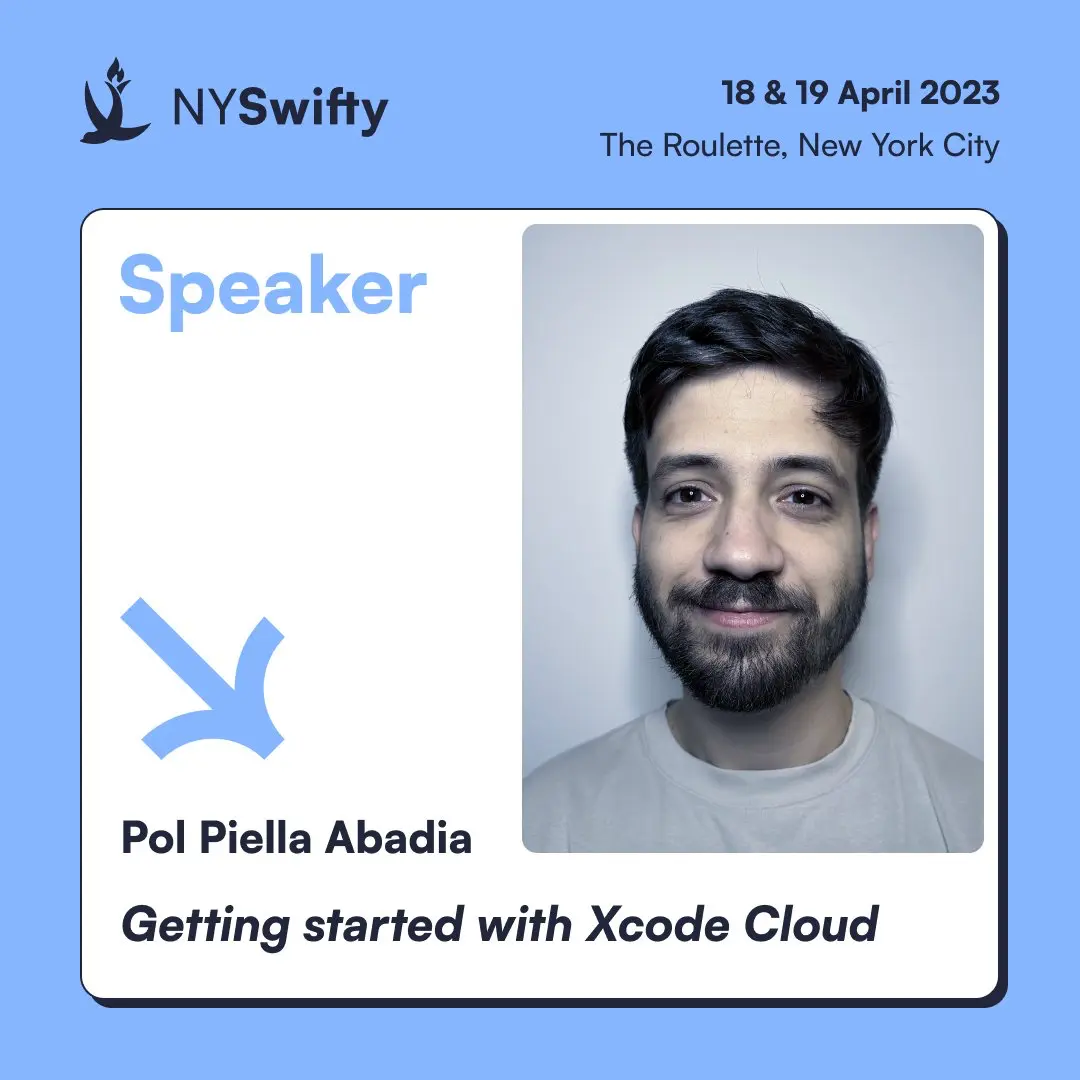 NYSwifty
18 & 19 April 2023
The Roulette, New York City
Speaker
Pol Piella Abadia
Getting started with Xcode Cloud